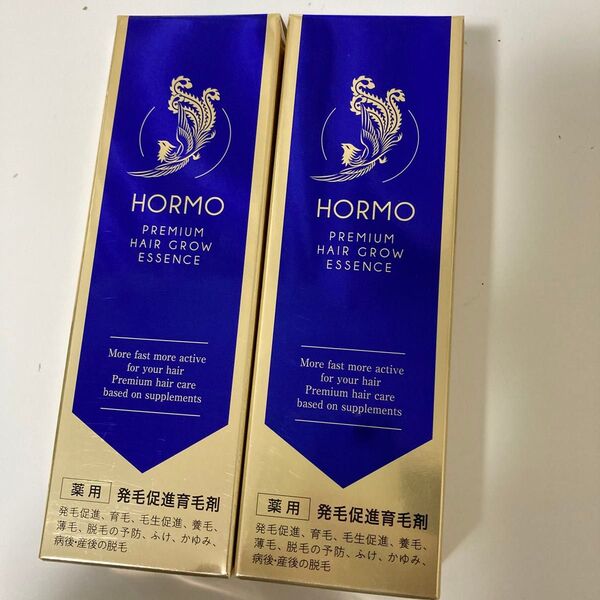 HORMO
PREMIUM
HAIR GROW
ESSENCE
More fast more active
for your hair
Premium hair care
based on supplements
薬用 発毛促進育毛剤
発毛促進、育毛、毛生促進、養毛、
薄毛、脱毛の予防、ふけ、かゆみ、
病後・産後の脱毛
HORMO
PREMIUM
HAIR GROW
ESSENCE
More fast more active
for your hair
Premium hair care
based on supplements
薬用 発毛促進育毛剤
発毛促進、育毛、毛生促進、養毛、
薄毛、脱毛の予防、ふけ、かゆみ、
病後・産後の脱毛